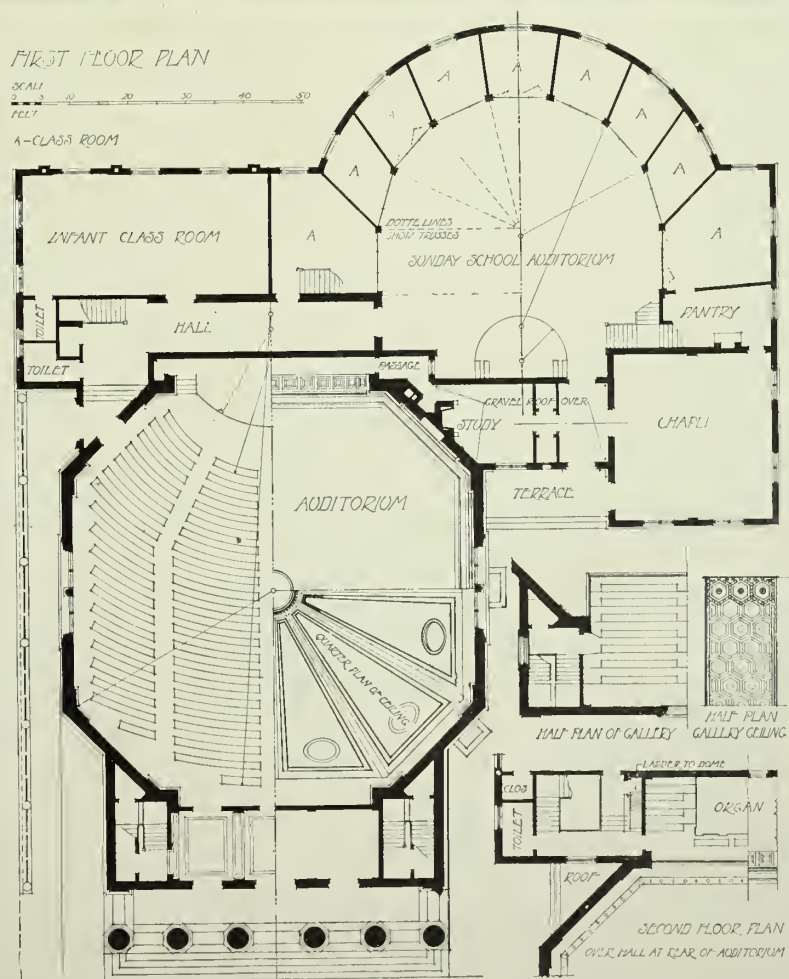 FIRST FLOOR PLAN
SCALE
0 5 10 20 30 40 50
FEET
A-CLASS ROOM
A
A
A
A
A
A
A
A
INFANT CLASS ROOM
A
A
DOTTE LINES
SHOW TRUSSES
SUNDAY SCHOOL AUDITORIUM
PANTRY
TOILET
HALL
TOILET
PASSAGE
GRAVEL ROOF OVER
STUDY
CHAPEL
TERRACE
AUDITORIUM
QUARTER PLAN OF CEILING
HALF PLAN OF GALLERY
HALF PLAN
GALLERY CEILING
LADDER TO DOME
CLOS
TOILET
ORGAN
ROOF
SECOND FLOOR PLAN
OVER HALL AT REAR OF AUDITORIUM